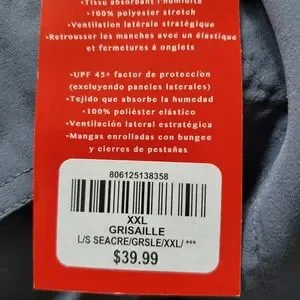 •Tissu absorbant l'humidité
•100% polyester stretch
•Ventilation latérale stratégique
•Retrousser les manches avec un élastique
et fermetures à onglets
•UPF 45+ factor de protección
(excluyendo paneles laterales)
•Tejido que absorbe la humedad
•100% poliéster elástico
•Ventilación lateral estratégica
•Mangas enrolladas con bungee
y cierres de pestañas
806125138358
XXL
GRISAILLE
L/S SEACRE/GRSLE/XXL/ ***
$39.99